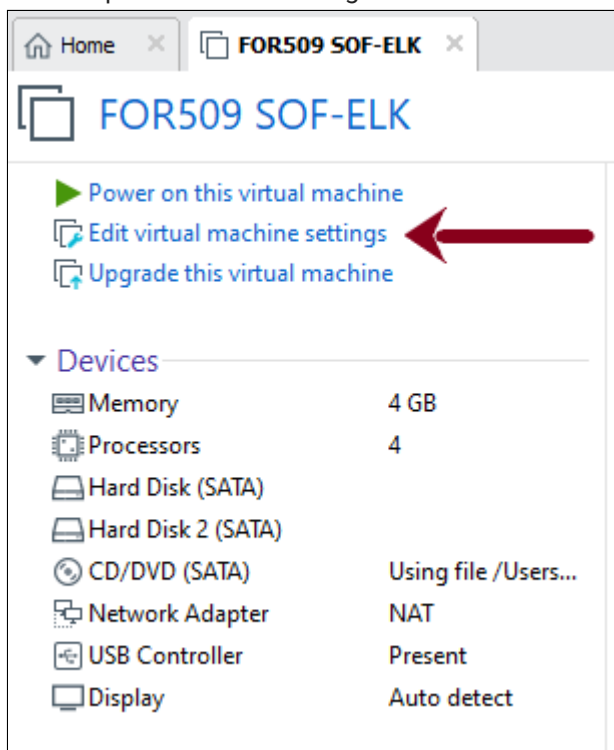 Home
FOR509 SOF-ELK
FOR509 SOF-ELK
Power on this virtual machine
Edit virtual machine settings
Upgrade this virtual machine
Devices
Memory 4 GB
Processors 4
Hard Disk (SATA)
Hard Disk 2 (SATA)
CD/DVD (SATA) Using file /Users...
Network Adapter NAT
USB Controller Present
Display Auto detect